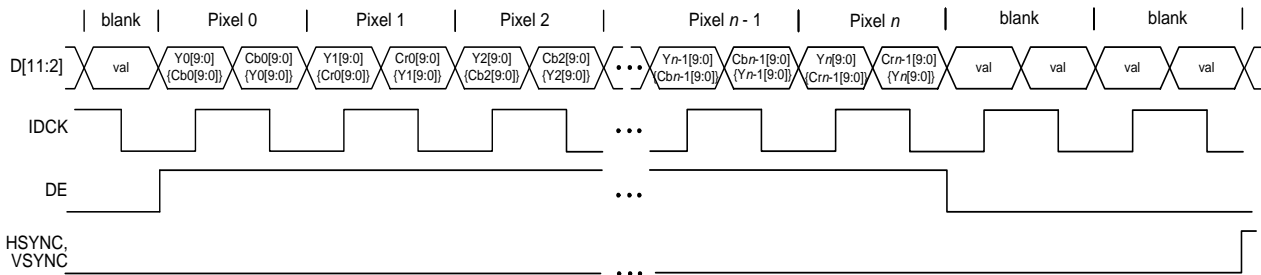 blank | Pixel 0 | Pixel 1 | Pixel 2 | | Pixel n - 1 | Pixel n | blank | blank |
D[11:2] val Y0[9:0] Cb0[9:0] Y1[9:0] Cr0[9:0] Y2[9:0] Cb2[9:0] ••• Yn-1[9:0] Cbn-1[9:0] Yn[9:0] Crn-1[9:0] val val val val
{Cb0[9:0]} {Y0[9:0]} {Cr0[9:0]} {Y1[9:0]} {Cb2[9:0]} {Y2[9:0]} {Cbn-1[9:0]} {Yn-1[9:0]} {Crn-1[9:0]} {Yn[9:0]}
IDCK •••
DE •••
HSYNC,
VSYNC •••